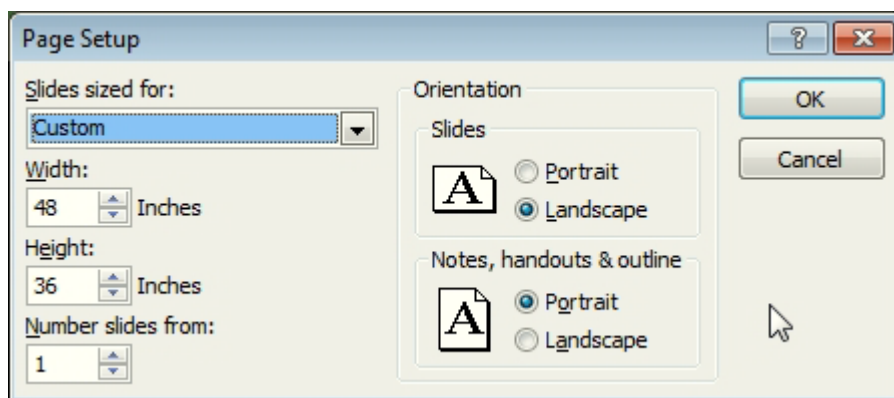 Page Setup
Slides sized for:
Custom
Width:
48 Inches
Height:
36 Inches
Number slides from:
1
Orientation
Slides
A
Portrait
Landscape
Notes, handouts & outline
A
Portrait
Landscape
?
OK
Cancel